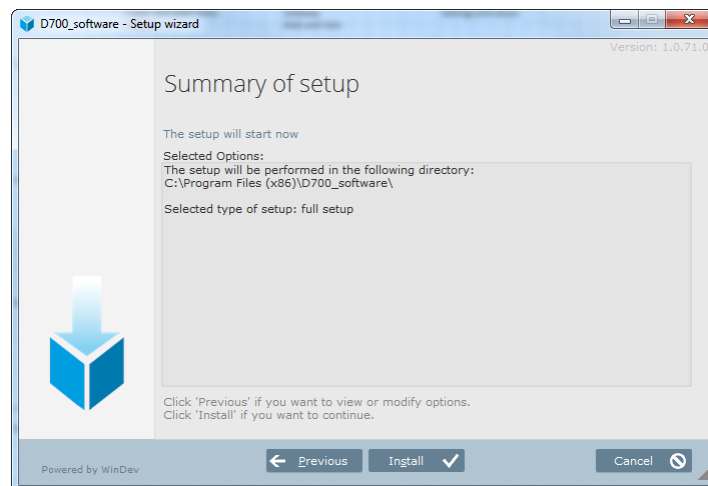 D700_software - Setup wizard
Version: 1.0.71.0
Summary of setup
The setup will start now
Selected Options:
The setup will be performed in the following directory:
C:\Program Files (x86)\D700_software\
Selected type of setup: full setup
Click 'Previous' if you want to view or modify options.
Click 'Install' if you want to continue.
Powered by WinDev
Previous
Install
Cancel